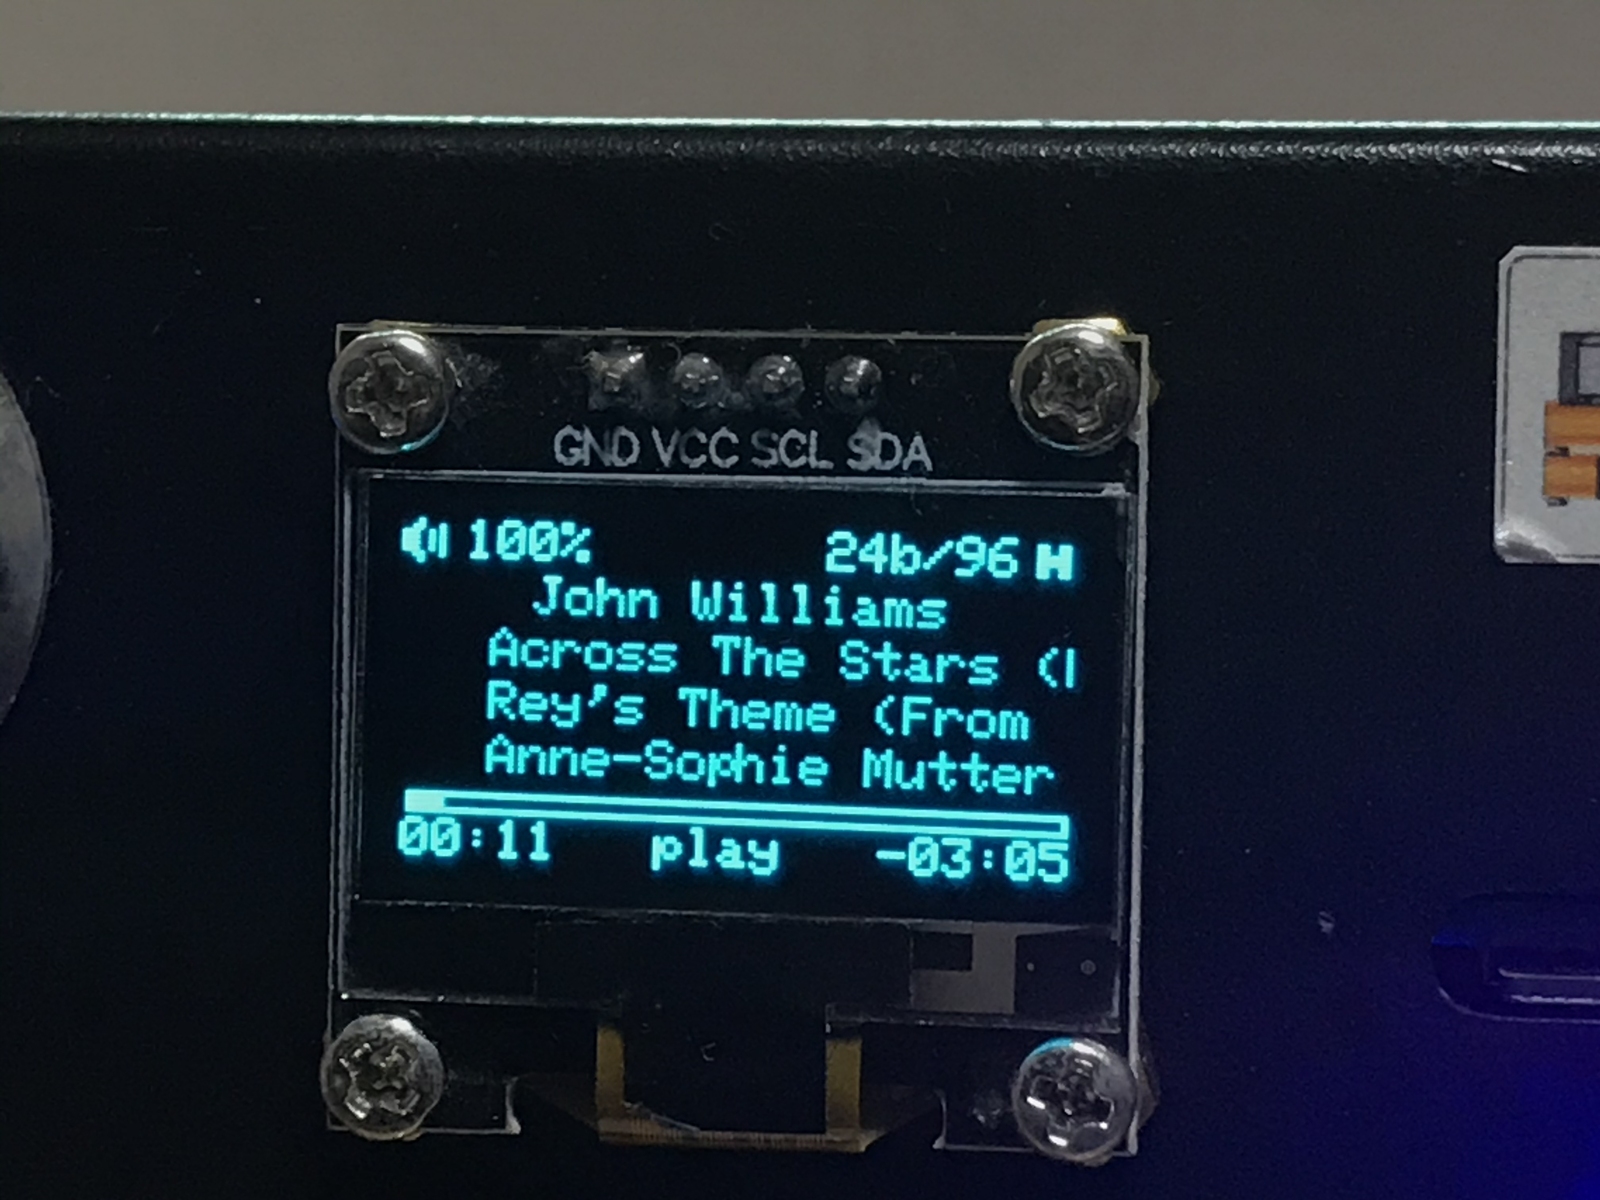 GND VCC SCL SDA
100% 24b/96
John Williams
Across The Stars (
Rey's Theme (From
Anne-Sophie Mutter
00:11 play -03:05